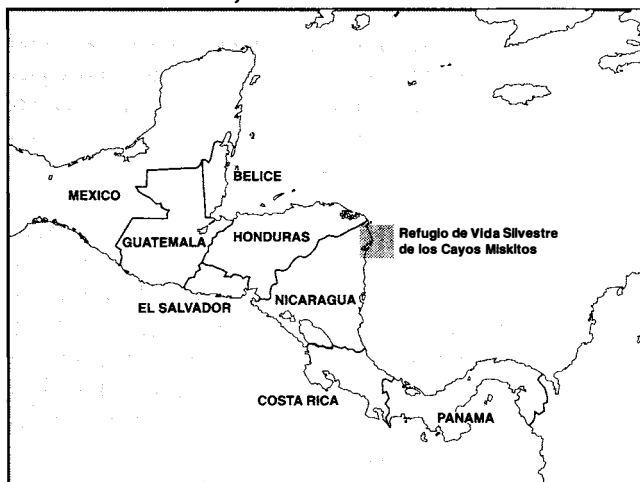 BELICE
MEXICO
GUATEMALA
HONDURAS
Refugio de Vida Silvestre
de los Cayos Miskitos
EL SALVADOR
NICARAGUA
COSTA RICA
PANAMA